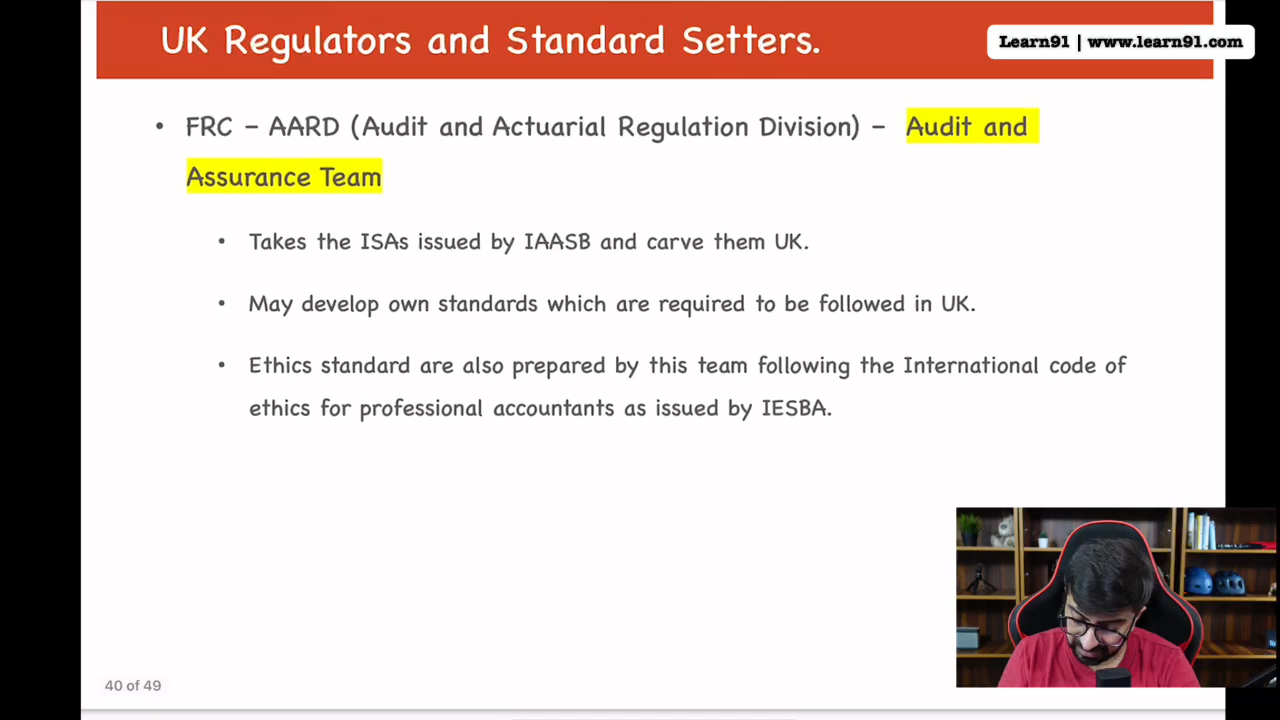 UK Regulators and Standard Setters.
Learn91 | www.learn91.com
• FRC – AARD (Audit and Actuarial Regulation Division) – Audit and
Assurance Team
• Takes the ISAs issued by IAASB and carve them UK.
• May develop own standards which are required to be followed in UK.
• Ethics standard are also prepared by this team following the International code of
ethics for professional accountants as issued by IESBA.
40 of 49